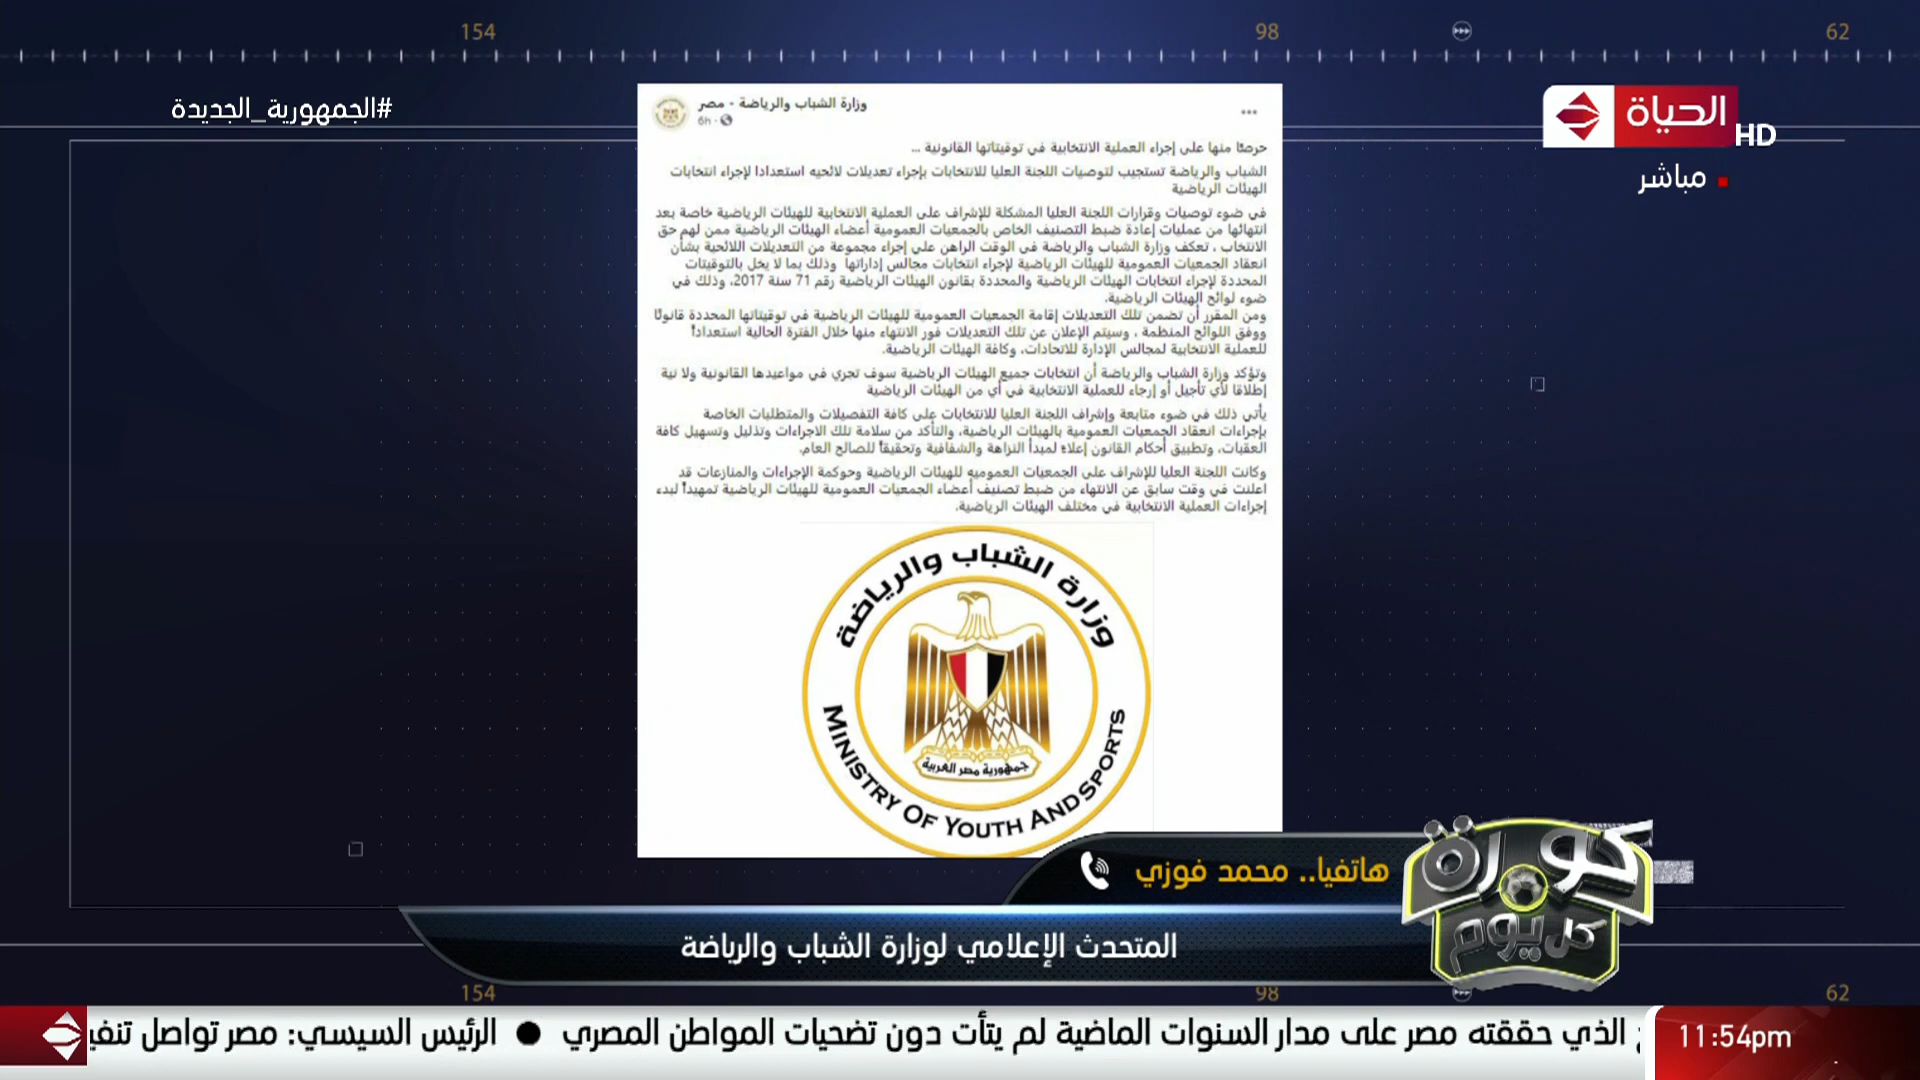 154 98 62
#الجمهورية_الجديدة
الحياة HD
مباشر
وزارة الشباب والرياضة - مصر
6h
حرصًا منها على إجراء العملية الانتخابية في توقيتاتها القانونية ...
الشباب والرياضة تستجيب لتوصيات اللجنة العليا للانتخابات بإجراء تعديلات لائحيه استعدادا لإجراء انتخابات
الهيئات الرياضية
في ضوء توصيات وقرارات اللجنة العليا المشكلة للإشراف على العملية الانتخابية للهيئات الرياضية خاصة بعد
انتهائها من عمليات إعادة ضبط التصنيف الخاص بالجمعيات العمومية أعضاء الهيئات الرياضية ممن لهم حق
الانتخاب ، تعكف وزارة الشباب والرياضة في الوقت الراهن علي إجراء مجموعة من التعديلات اللائحية بشأن
انعقاد الجمعيات العمومية للهيئات الرياضية لإجراء انتخابات مجالس إداراتها وذلك بما لا يخل بالتوقيتات
المحددة لإجراء انتخابات الهيئات الرياضية والمحددة بقانون الهيئات الرياضية رقم 71 سنة 2017، وذلك في
ضوء لوائح الهيئات الرياضية.
ومن المقرر أن تضمن تلك التعديلات إقامة الجمعيات العمومية للهيئات الرياضية في توقيتاتها المحددة قانونًا
ووفق اللوائح المنظمة ، وسيتم الإعلان عن تلك التعديلات فور الانتهاء منها خلال الفترة الحالية استعداداً
للعملية الانتخابية لمجالس الإدارة للاتحادات، وكافة الهيئات الرياضية.
وتؤكد وزارة الشباب والرياضة أن انتخابات جميع الهيئات الرياضية سوف تجري في مواعيدها القانونية ولا نية
إطلاقا لأي تأجيل أو إرجاء للعملية الانتخابية في أي من الهيئات الرياضية
يأتي ذلك في ضوء متابعة وإشراف اللجنة العليا للانتخابات على كافة التفصيلات والمتطلبات الخاصة
بإجراءات انعقاد الجمعيات العمومية بالهيئات الرياضية، والتأكد من سلامة تلك الاجراءات وتذليل وتسهيل كافة
العقبات، وتطبيق أحكام القانون إعلاءً لمبدأ النزاهة والشفافية وتحقيقاً للصالح العام.
وكانت اللجنة العليا للإشراف على الجمعيات العموميه للهيئات الرياضية وحوكمة الإجراءات والمنازعات قد
اعلنت في وقت سابق عن الانتهاء من ضبط تصنيف أعضاء الجمعيات العمومية للهيئات الرياضية تمهيداً لبدء
إجراءات العملية الانتخابية في مختلف الهيئات الرياضية.
وزارة الشباب والرياضة
جمهورية مصر العربية
MINISTRY OF YOUTH AND SPORTS
هاتفيا.. محمد فوزي
كورة
كل يوم
المتحدث الإعلامي لوزارة الشباب والرياضة
154 98 62
الذي حققته مصر على مدار السنوات الماضية لم يتأت دون تضحيات المواطن المصري ● الرئيس السيسي: مصر تواصل
11:54pm